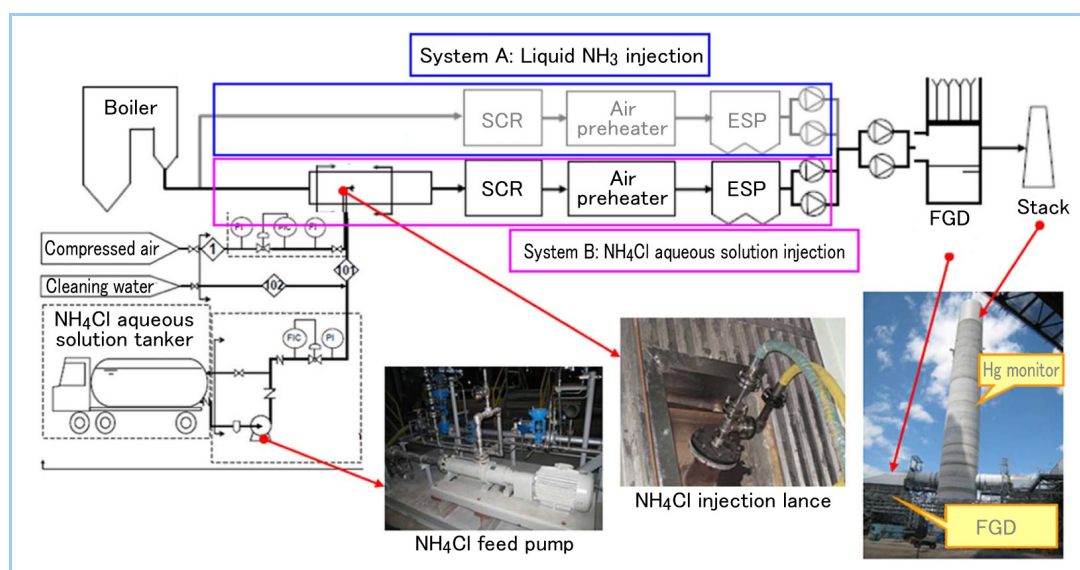 System A: Liquid NH3 injection
Boiler
SCR
Air
preheater
ESP
SCR
Air
preheater
ESP
FGD
Stack
System B: NH4Cl aqueous solution injection
PI
PIC
PI
Compressed air
1
101
Cleaning water
102
NH4Cl aqueous
solution tanker
FIC
PI
Hg monitor
FGD
NH4Cl feed pump
NH4Cl injection lance